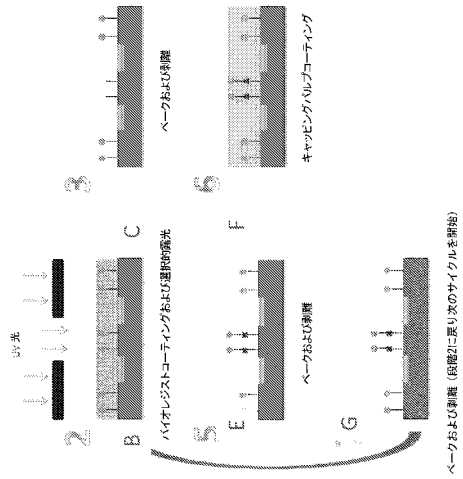 UV 光
2
B
バイオレジストコーティングおよび選択的露光
3
C
ベークおよび剥離
5
E
ベークおよび剥離
6
F
キャッピングパルプコーティング
G
ベークおよび剥離 (段階2に戻り次のサイクルを開始)